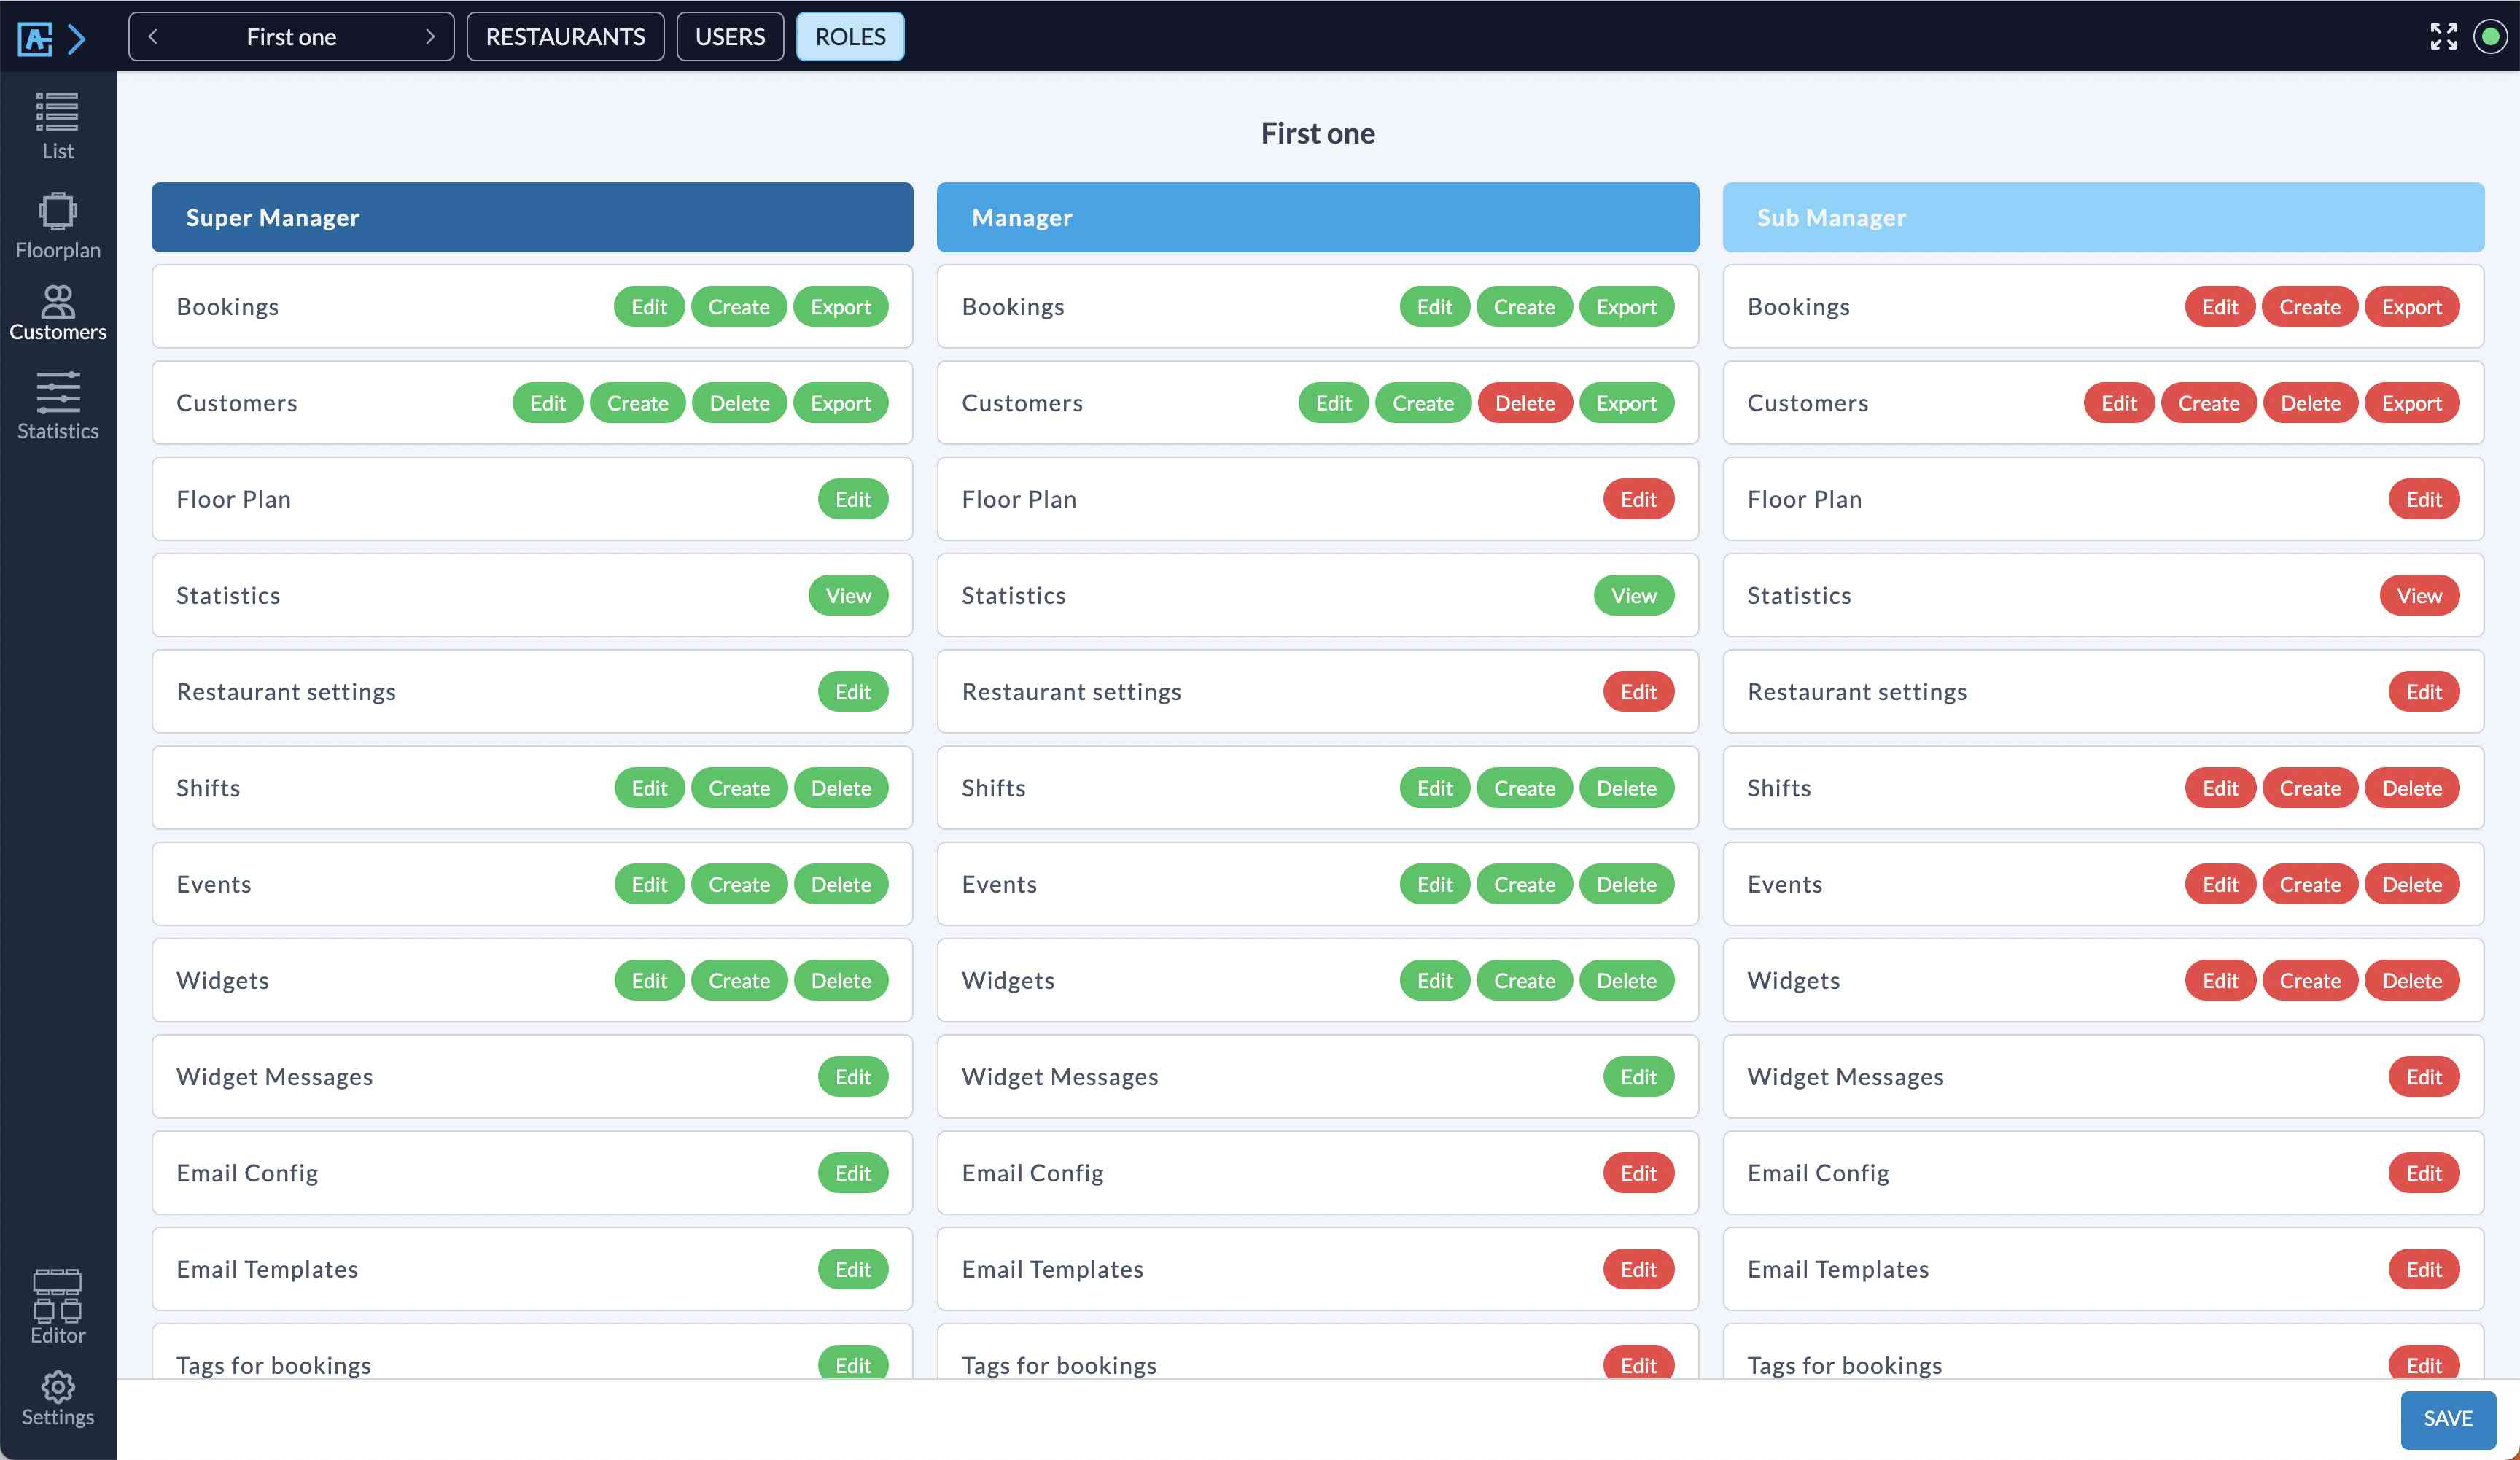 First one RESTAURANTS USERS ROLES
List
Floorplan
Customers
Statistics
Editor
Settings
First one
Super Manager Manager Sub Manager
Bookings Edit Create Export Bookings Edit Create Export Bookings Edit Create Export
Customers Edit Create Delete Export Customers Edit Create Delete Export Customers Edit Create Delete Export
Floor Plan Edit Floor Plan Edit Floor Plan Edit
Statistics View Statistics View Statistics View
Restaurant settings Edit Restaurant settings Edit Restaurant settings Edit
Shifts Edit Create Delete Shifts Edit Create Delete Shifts Edit Create Delete
Events Edit Create Delete Events Edit Create Delete Events Edit Create Delete
Widgets Edit Create Delete Widgets Edit Create Delete Widgets Edit Create Delete
Widget Messages Edit Widget Messages Edit Widget Messages Edit
Email Config Edit Email Config Edit Email Config Edit
Email Templates Edit Email Templates Edit Email Templates Edit
Tags for bookings Edit Tags for bookings Edit Tags for bookings Edit
SAVE